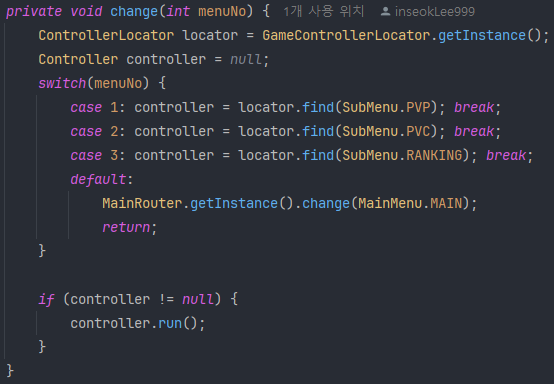 private void change(int menuNo) { 1개 사용 위치 inseokLee999
    ControllerLocator locator = GameControllerLocator.getInstance();
    Controller controller = null;
    switch(menuNo) {
        case 1: controller = locator.find(SubMenu.PVP); break;
        case 2: controller = locator.find(SubMenu.PVC); break;
        case 3: controller = locator.find(SubMenu.RANKING); break;
        default:
            MainRouter.getInstance().change(MainMenu.MAIN);
            return;
    }

    if (controller != null) {
        controller.run();
    }
}